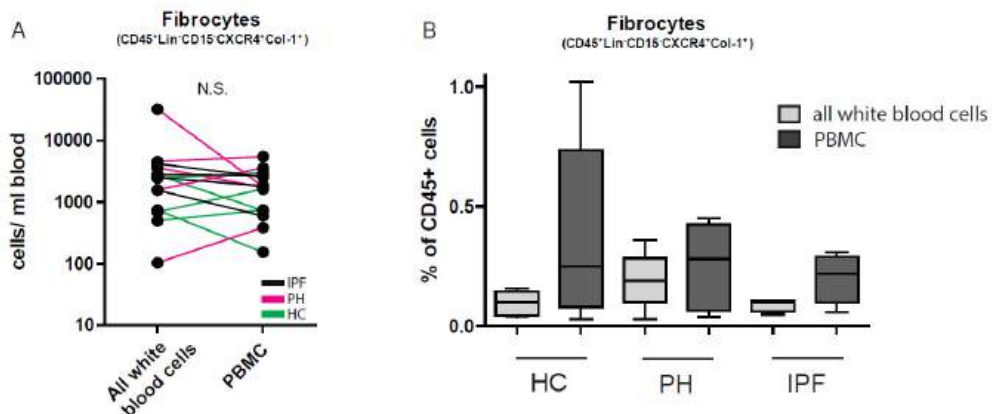 A
Fibrocytes
(CD45⁺Lin⁻CD15⁻CXCR4⁺Col-1⁺)
N.S.
cells/ ml blood
100000
10000
1000
100
10
IPF
PH
HC
All white
blood cells
PBMC
B
Fibrocytes
(CD45⁺Lin⁻CD15⁻CXCR4⁺Col-1⁺)
% of CD45+ cells
1.0
0.5
0.0
all white blood cells
PBMC
HC
PH
IPF